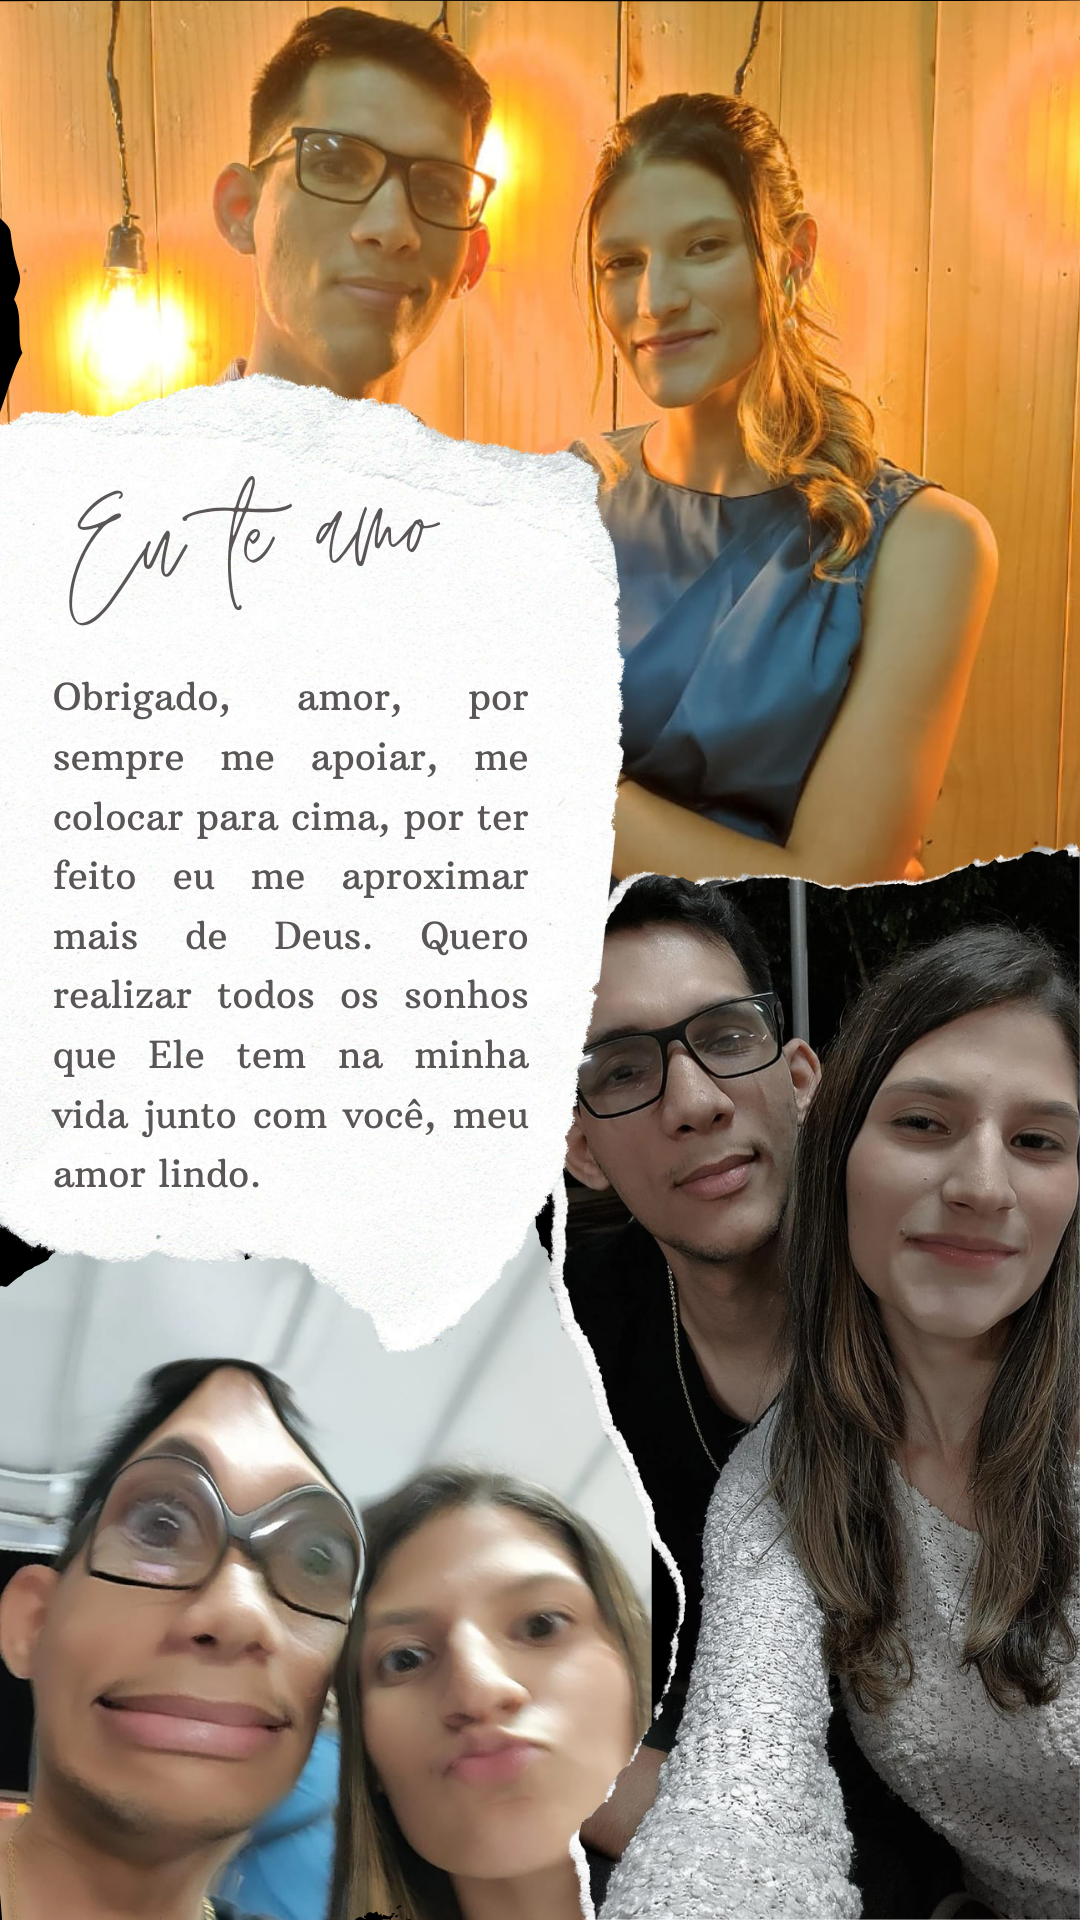 Eu te amo
Obrigado, amor, por
sempre me apoiar, me
colocar para cima, por ter
feito eu me aproximar
mais de Deus. Quero
realizar todos os sonhos
que Ele tem na minha
vida junto com você, meu
amor lindo.